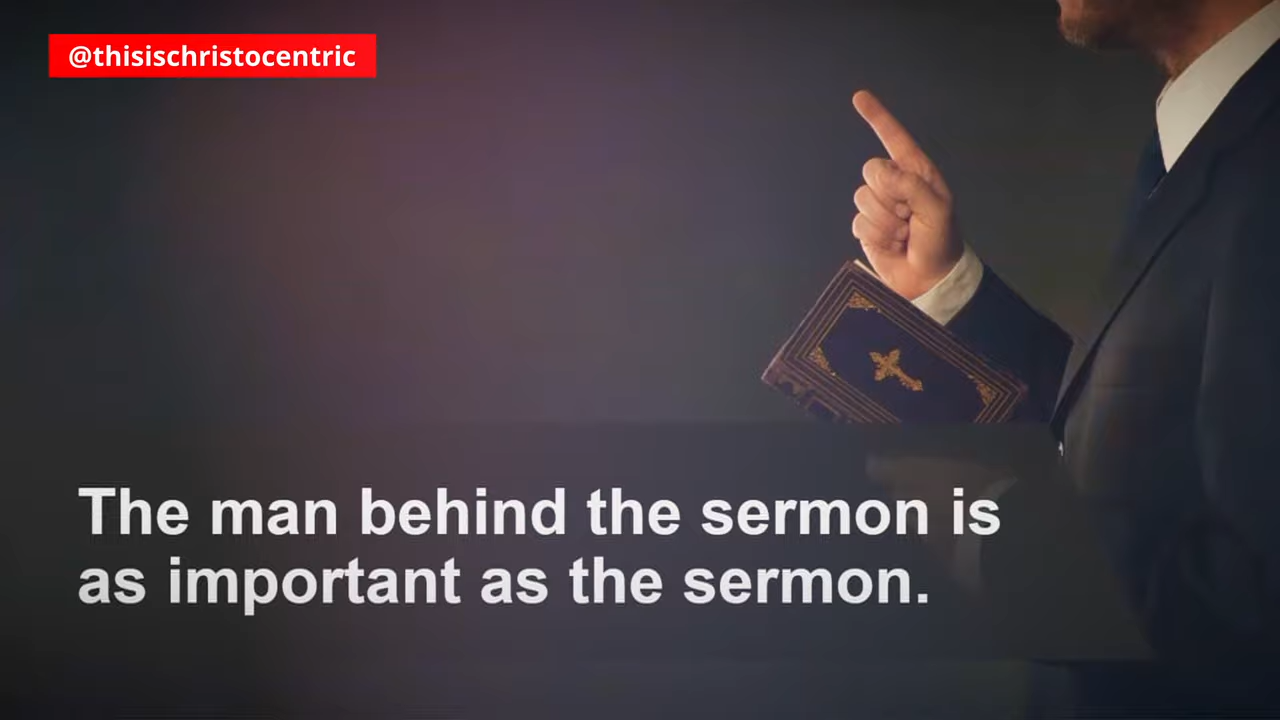 @thisischristocentric
The man behind the sermon is
as important as the sermon.